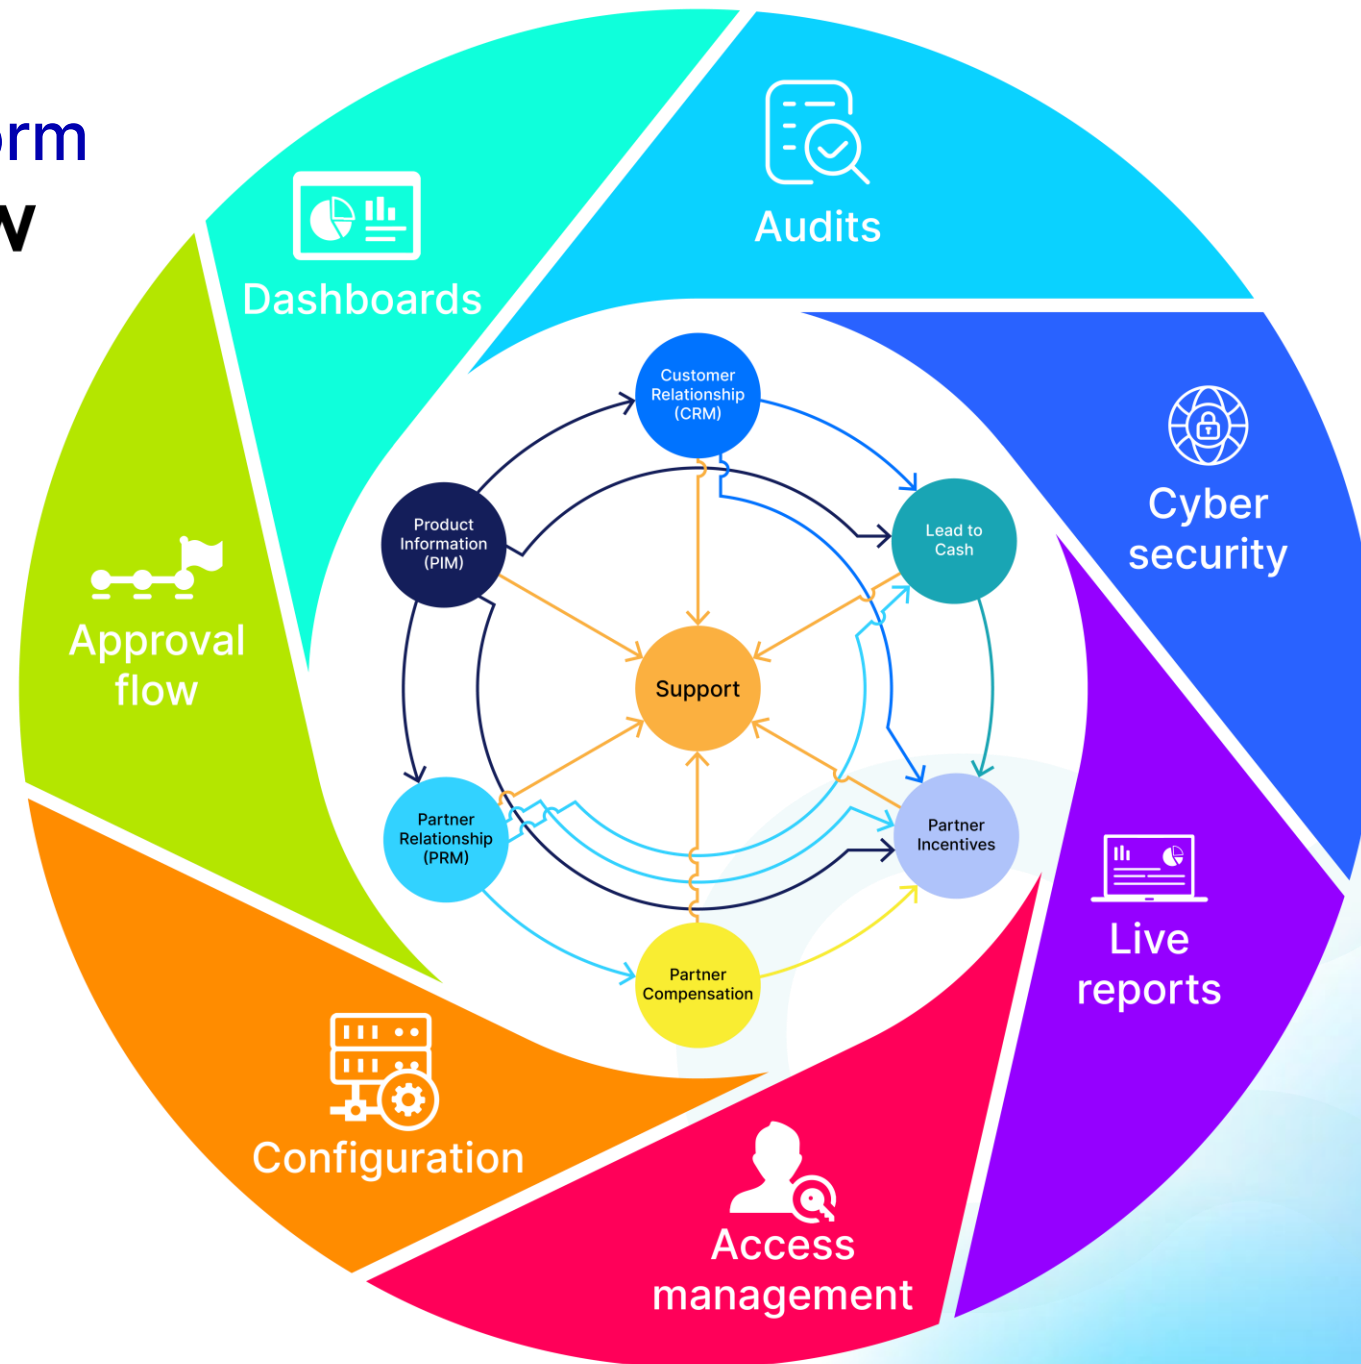 orm
w
Audits
Dashboards
Cyber
security
Approval
flow
Customer
Relationship
(CRM)
Product
Information
(PIM)
Lead to
Cash
Support
Partner
Relationship
(PRM)
Partner
Incentives
Partner
Compensation
Live
reports
Configuration
Access
management